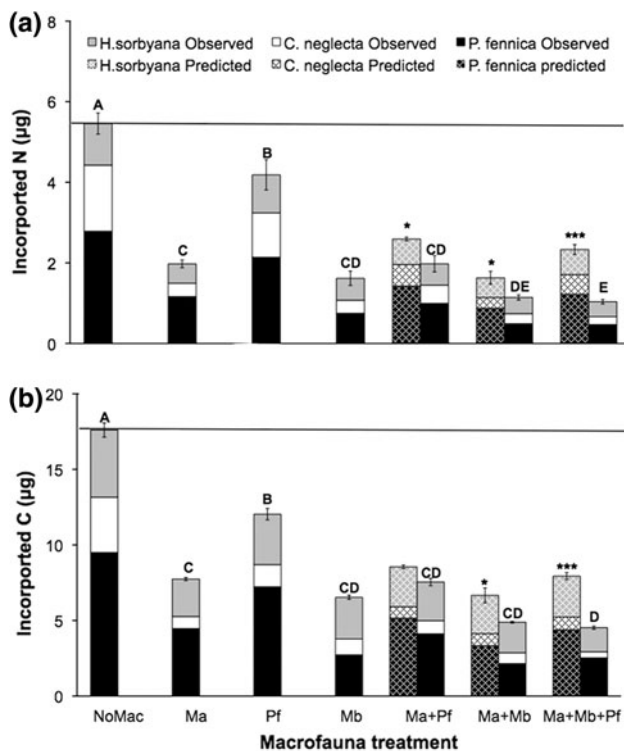 (a)
8
6
4
2
0
Incorporated N (µg)
H.sorbyana Observed
C. neglecta Observed
P. fennica Observed
H.sorbyana Predicted
C. neglecta Predicted
P. fennica predicted
A
C
B
CD
*
CD
*
DE
***
E
(b)
20
15
10
5
0
Incorporated C (µg)
A
C
B
CD
CD
*
CD
***
D
NoMac
Ma
Pf
Mb
Ma+Pf
Ma+Mb
Ma+Mb+Pf
Macrofauna treatment